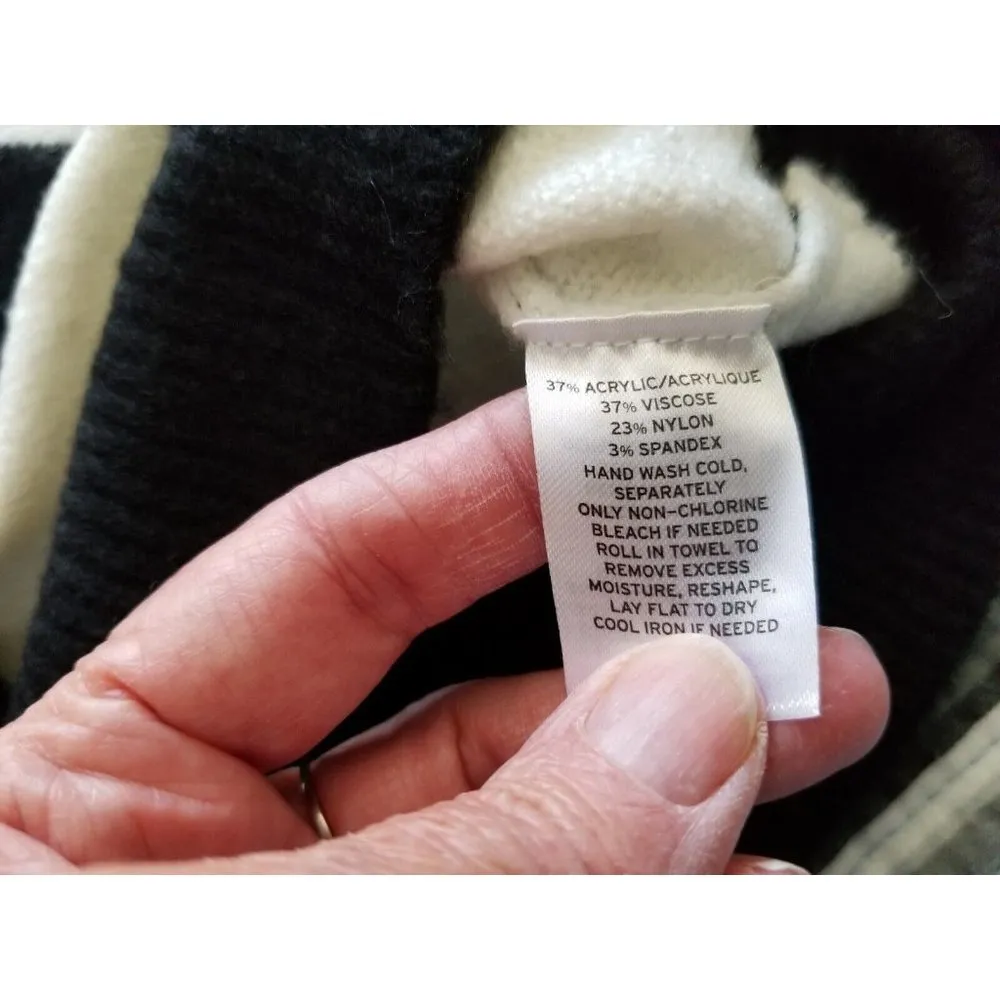 37% ACRYLIC/ACRYLIQUE
37% VISCOSE
23% NYLON
3% SPANDEX
HAND WASH COLD,
SEPARATELY
ONLY NON-CHLORINE
BLEACH IF NEEDED
ROLL IN TOWEL TO
REMOVE EXCESS
MOISTURE, RESHAPE,
LAY FLAT TO DRY
COOL IRON IF NEEDED